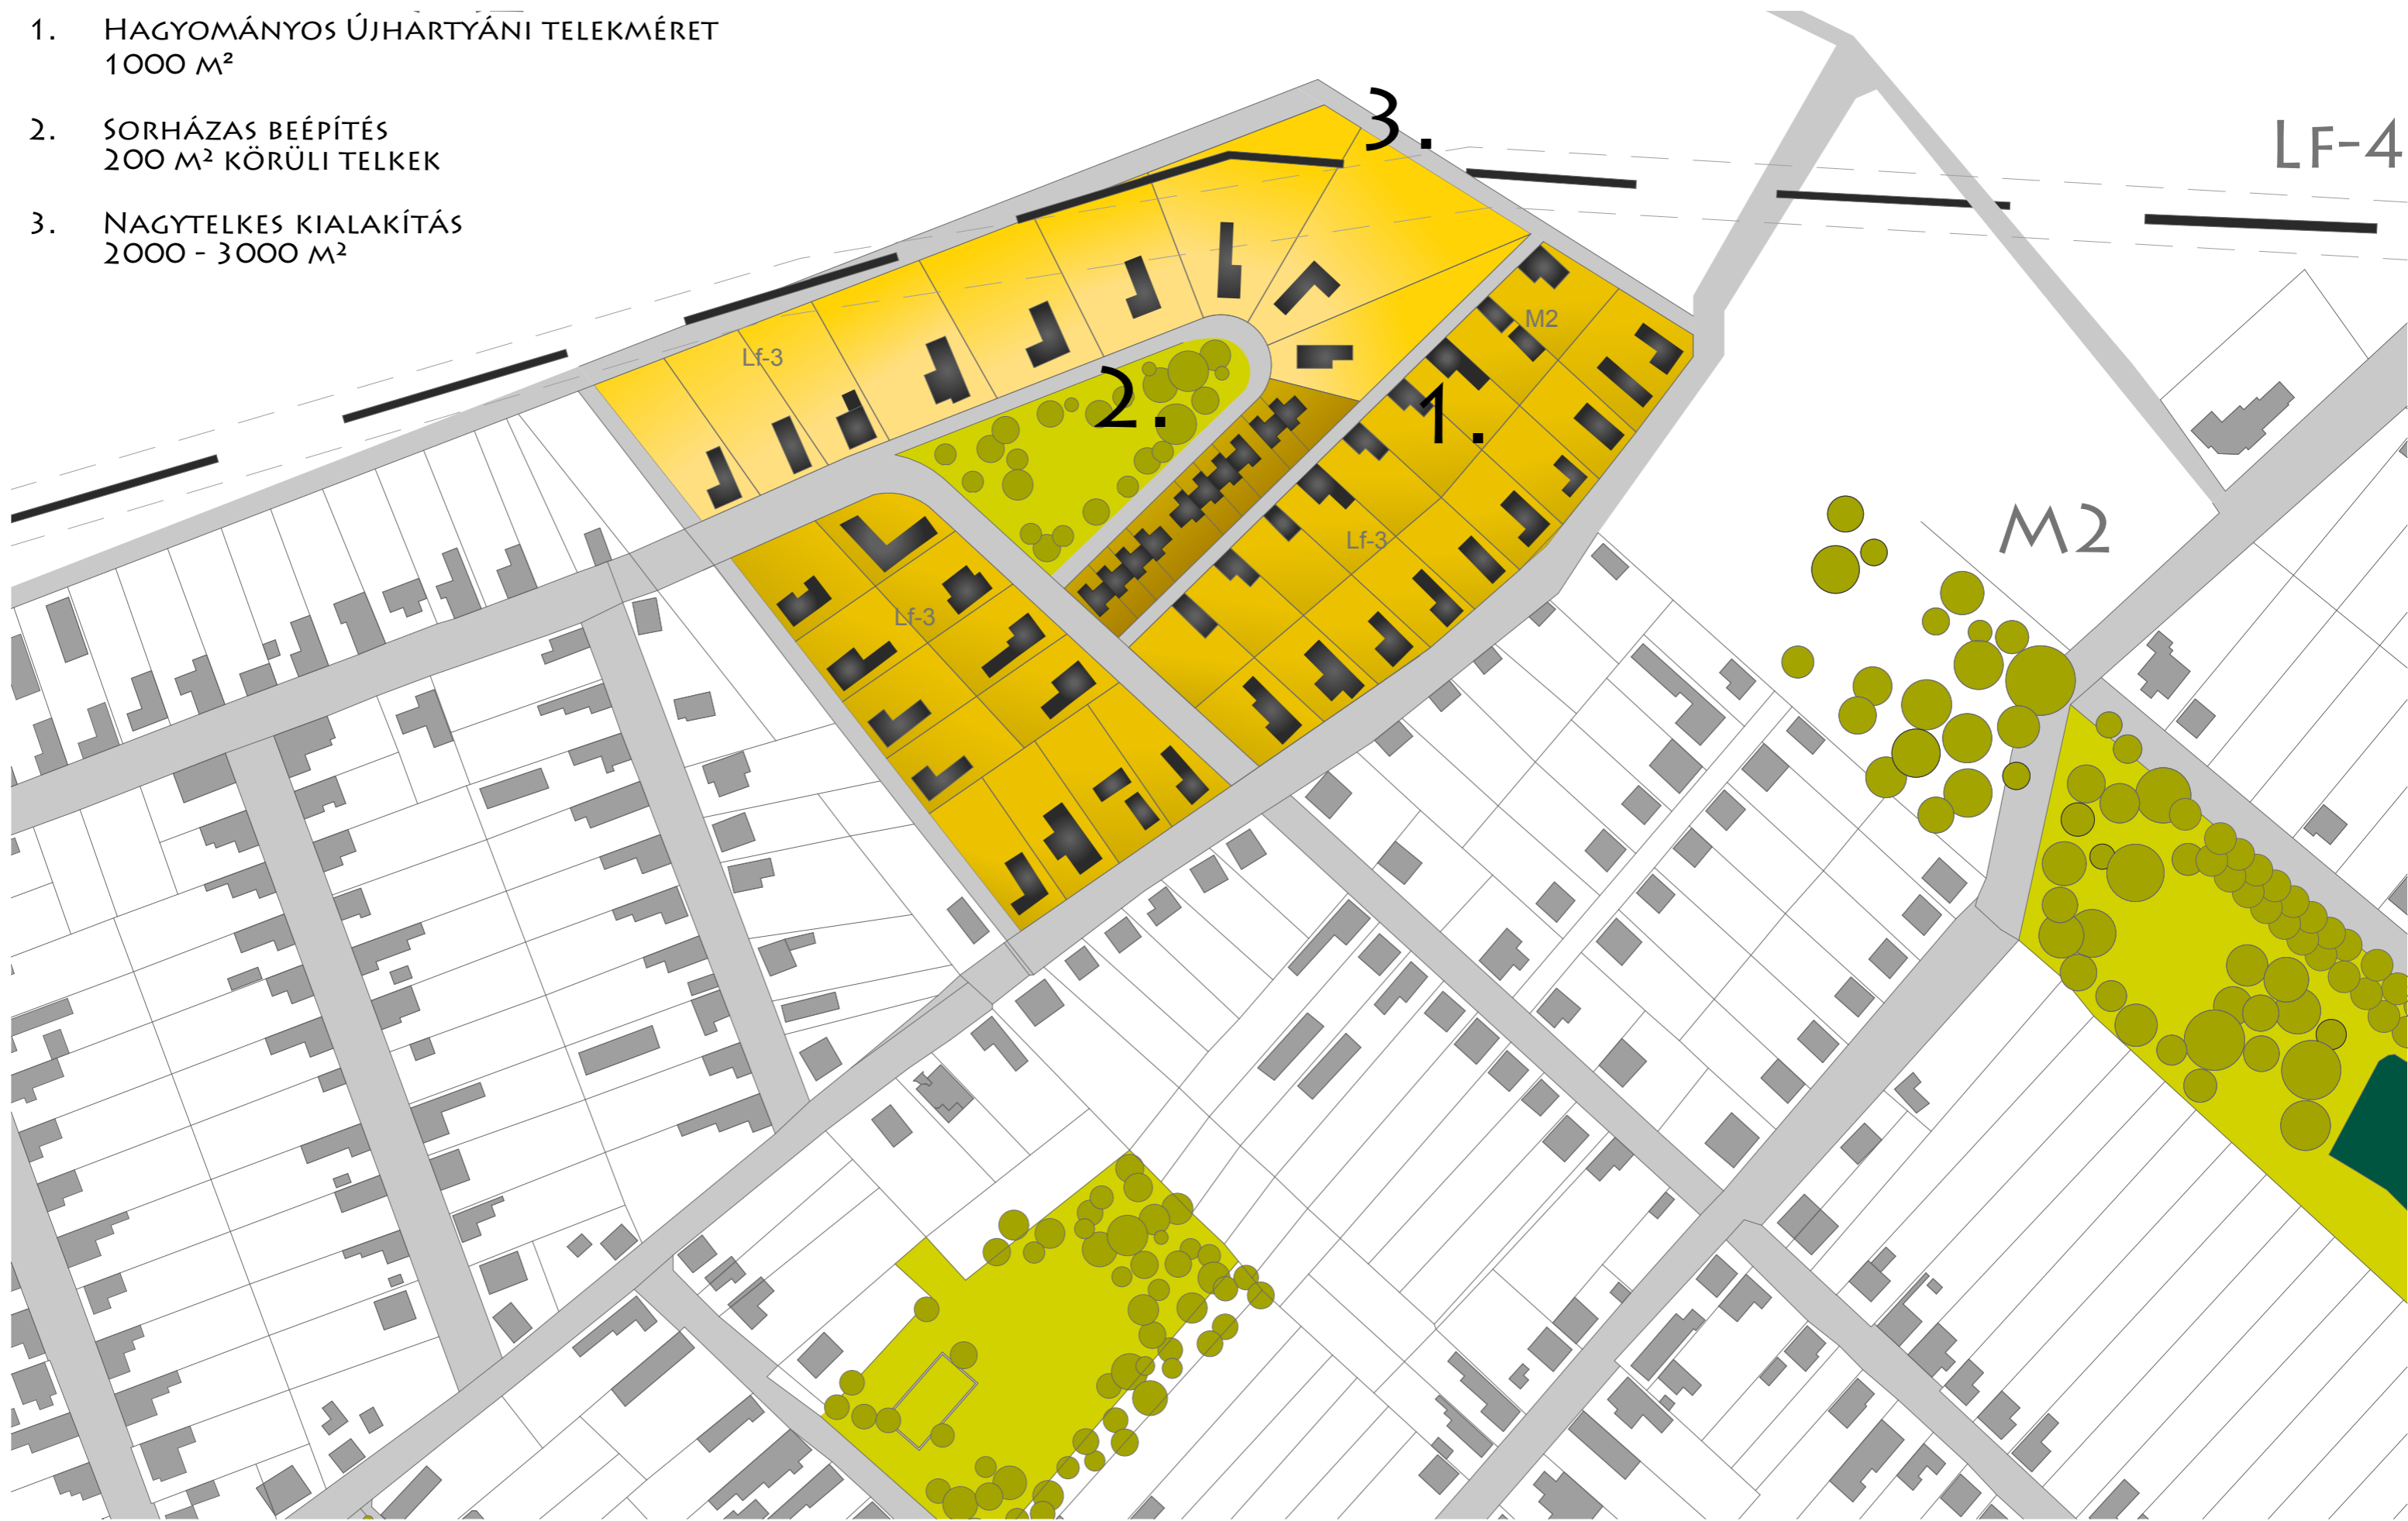 1. Hagyományos Újhartyáni telekméret
1000 m²
2. Sorházas beépítés
200 m² körüli telkek
3. Nagytelkes kialakítás
2000 - 3000 m²
3.
Lf-4
M2
Lf-3
2.
1.
M2
Lf-3
Lf-3